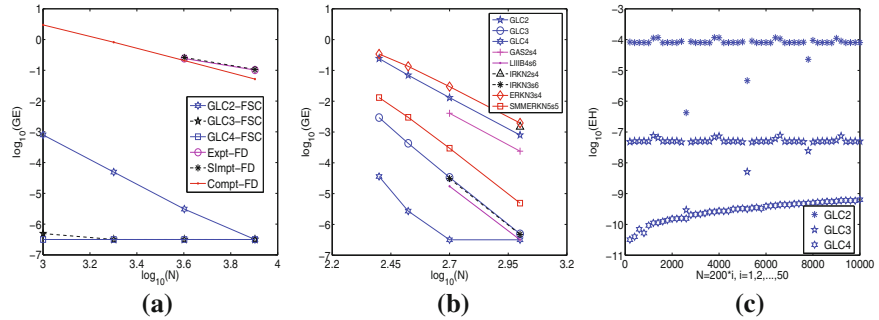 1
0
−1
−2
−3
−4
−5
−6
−7
log10(GE)
3 3.2 3.4 3.6 3.8 4
log10(N)
GLC2−FSC
GLC3−FSC
GLC4−FSC
Expt−FD
SImpt−FD
Compt−FD
(a)
1
0
−1
−2
−3
−4
−5
−6
−7
log10(GE)
2.2 2.45 2.7 2.95 3.2
log10(N)
GLC2
GLC3
GLC4
GAS2s4
LIIIB4s6
IRKN2s4
IRKN3s6
ERKN3s4
SMMERKN5s5
(b)
−3
−4
−5
−6
−7
−8
−9
−10
−11
log10(EH)
0 2000 4000 6000 8000 10000
N=200*i, i=1,2,...,50
GLC2
GLC3
GLC4
(c)